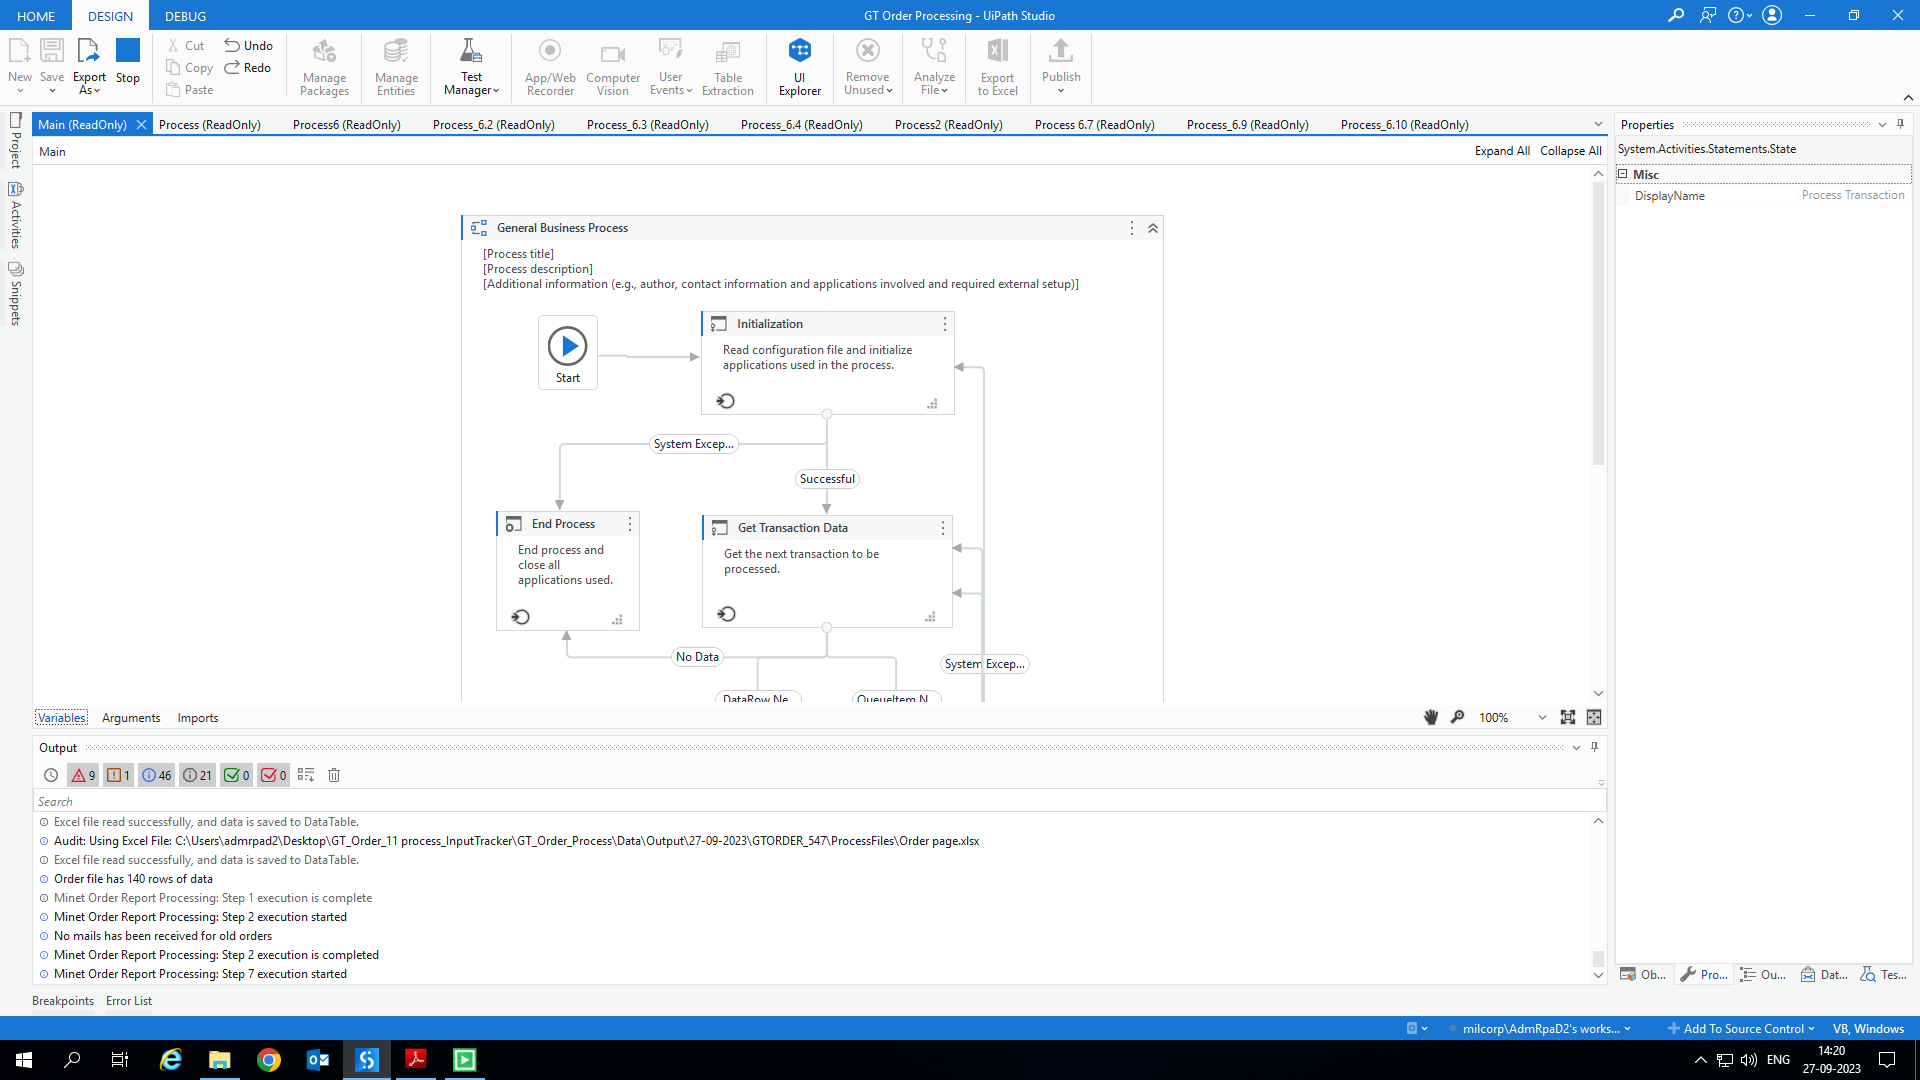 HOME DESIGN DEBUG GT Order Processing - UiPath Studio
New Save Export As Stop
Cut Copy Paste Undo Redo
Manage Packages
Manage Entities
Test Manager
App/Web Recorder
Computer Vision
User Events
Table Extraction
UI Explorer
Remove Unused
Analyze File
Export to Excel
Publish
Project
Activities
Snippets
Main (ReadOnly) Process (ReadOnly) Process6 (ReadOnly) Process_6.2 (ReadOnly) Process_6.3 (ReadOnly) Process_6.4 (ReadOnly) Process2 (ReadOnly) Process 6.7 (ReadOnly) Process_6.9 (ReadOnly) Process_6.10 (ReadOnly)
Main Expand All Collapse All
General Business Process
[Process title]
[Process description]
[Additional information (e.g., author, contact information and applications involved and required external setup)]
Start
Initialization
Read configuration file and initialize
applications used in the process.
System Excep...
Successful
End Process
End process and
close all
applications used.
Get Transaction Data
Get the next transaction to be
processed.
No Data
System Excep...
DataRow Ne...
QueueItem N...
Variables Arguments Imports 100%
Output
9 1 46 21 0 0
Search
Excel file read successfully, and data is saved to DataTable.
Audit: Using Excel File: C:\Users\admrpad2\Desktop\GT_Order_11 process_InputTracker\GT_Order_Process\Data\Output\27-09-2023\GTORDER_547\ProcessFiles\Order page.xlsx
Excel file read successfully, and data is saved to DataTable.
Order file has 140 rows of data
Minet Order Report Processing: Step 1 execution is complete
Minet Order Report Processing: Step 2 execution started
No mails has been received for old orders
Minet Order Report Processing: Step 2 execution is completed
Minet Order Report Processing: Step 7 execution started
Breakpoints Error List
Properties
System.Activities.Statements.State
Misc
DisplayName Process Transaction
Ob... Pro... Ou... Dat... Tes...
milcorp\AdmRpaD2's works... Add To Source Control VB, Windows
ENG 14:20
27-09-2023